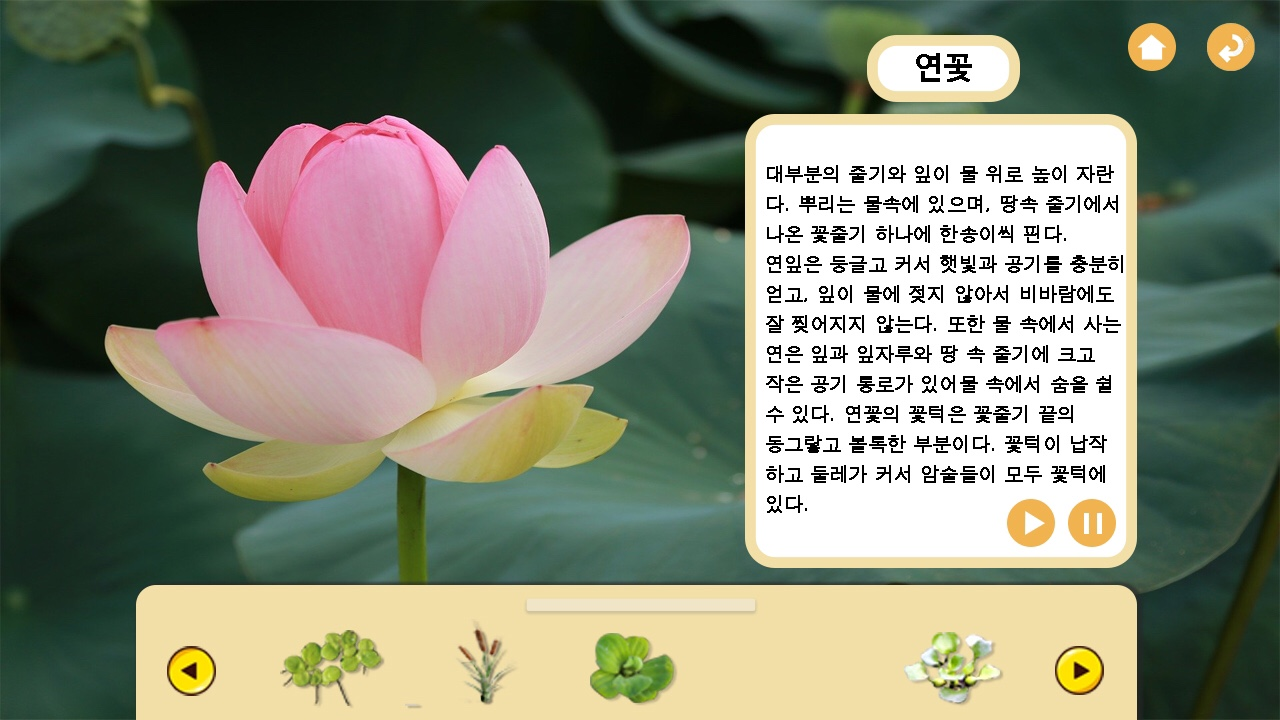 연꽃
대부분의 줄기와 잎이 물 위로 높이 자란
다. 뿌리는 물속에 있으며, 땅속 줄기에서
나온 꽃줄기 하나에 한송이씩 핀다.
연잎은 둥글고 커서 햇빛과 공기를 충분히
얻고, 잎이 물에 젖지 않아서 비바람에도
잘 찢어지지 않는다. 또한 물 속에서 사는
연은 잎과 잎자루와 땅 속 줄기에 크고
작은 공기 통로가 있어물 속에서 숨을 쉴
수 있다. 연꽃의 꽃턱은 꽃줄기 끝의
동그랗고 볼록한 부분이다. 꽃턱이 납작
하고 둘레가 커서 암술들이 모두 꽃턱에
있다.